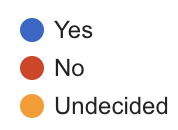 Yes
No
Undecided